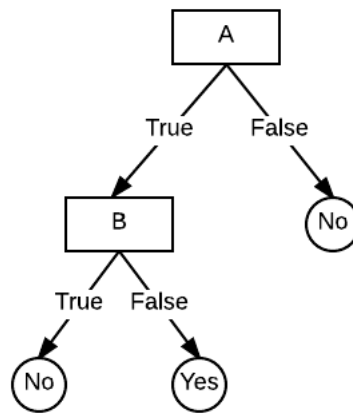 A
True False
B No
True False
No Yes